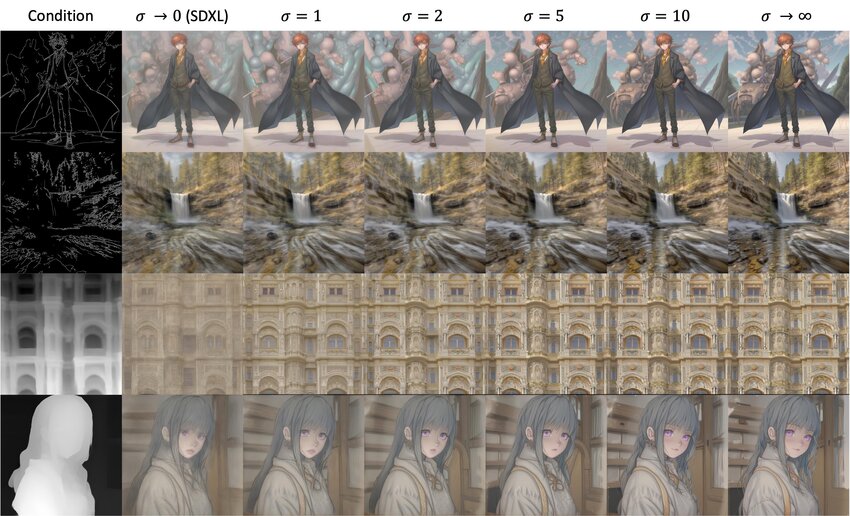 Condition σ → 0 (SDXL) σ = 1 σ = 2 σ = 5 σ = 10 σ → ∞